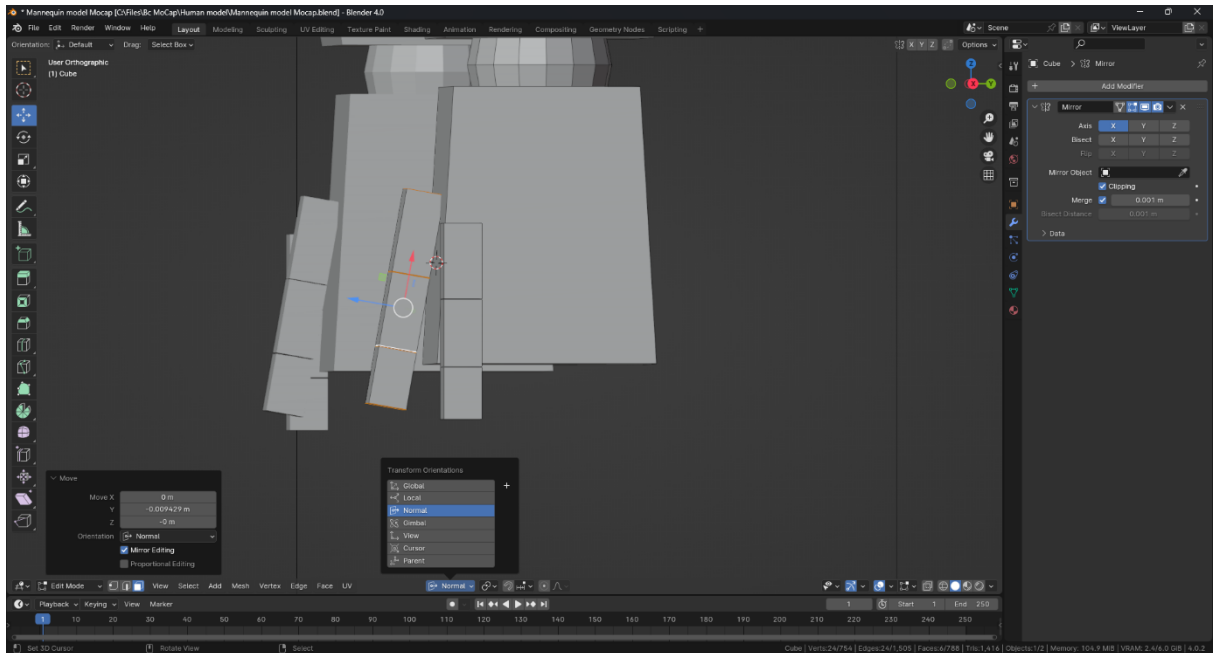 * Mannequin model Mocap [C:\Files\Bc MoCap\Human model\Mannequin model Mocap.blend] - Blender 4.0
File Edit Render Window Help Layout Modeling Sculpting UV Editing Texture Paint Shading Animation Rendering Compositing Geometry Nodes Scripting + Scene ViewLayer
Orientation: Default Drag: Select Box X Y Z Options
User Orthographic
(1) Cube
Z
Y
Cube > Mirror
+ Add Modifier
Mirror
Axis X Y Z
Bisect X Y Z
Flip X Y Z
Mirror Object
Clipping
Merge 0.001 m
Bisect Distance 0.001 m
> Data
Move
Move X 0 m
Y -0.009429 m
Z -0 m
Orientation Normal
Mirror Editing
Proportional Editing
Transform Orientations
Global
Local
Normal
Gimbal
View
Cursor
Parent
Edit Mode View Select Add Mesh Vertex Edge Face UV Normal
Playback Keying View Marker 1 Start 1 End 250
1 10 20 30 40 50 60 70 80 90 100 110 120 130 140 150 160 170 180 190 200 210 220 230 240 250
Set 3D Cursor Rotate View Select Cube | Verts:24/754 | Edges:24/1,505 | Faces:6/788 | Tris:1,416 | Objects:1/2 | Memory: 104.9 MiB | VRAM: 2.4/6.0 GiB | 4.0.2